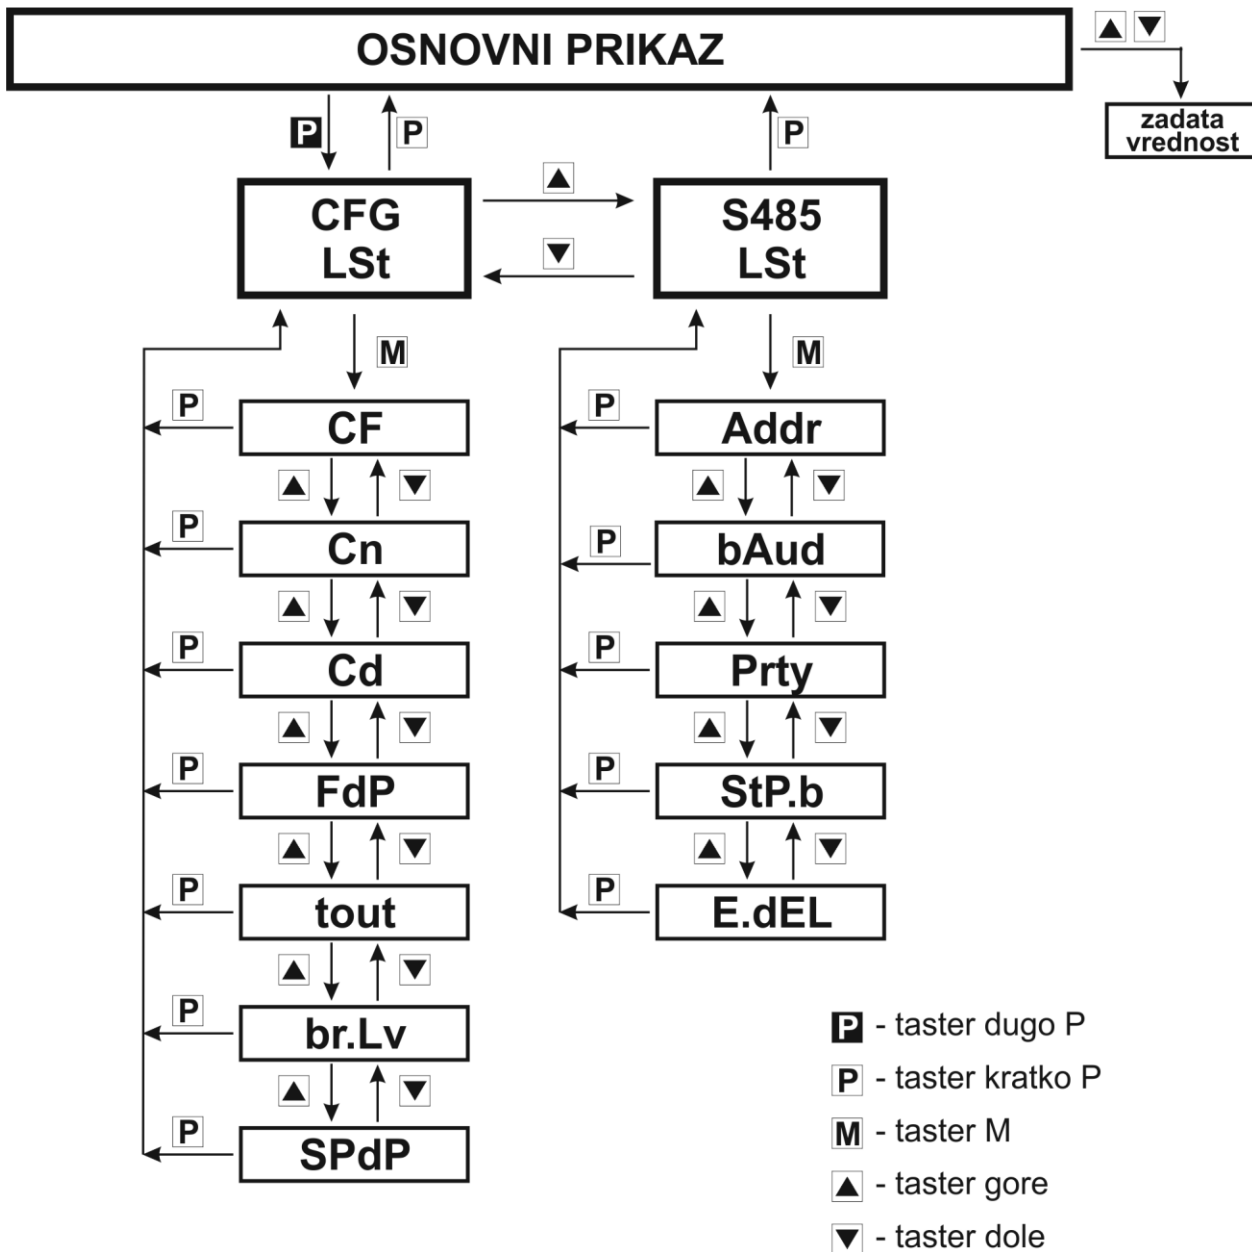 OSNOVNI PRIKAZ
zadata
vrednost
P
P
P
CFG
LSt
S485
LSt
M
M
P
CF
P
Addr
P
Cn
P
bAud
P
Cd
P
Prty
P
FdP
P
StP.b
P
tout
P
E.dEL
P
br.Lv
P
SPdP
P - taster dugo P
P - taster kratko P
M - taster M
▲ - taster gore
▼ - taster dole